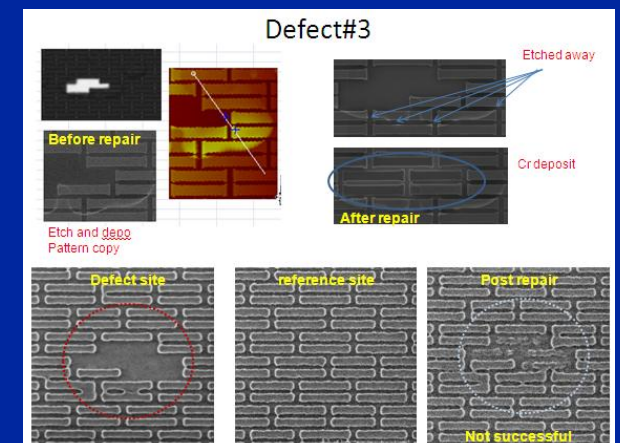 Defect#3
Etched away
Before repair
Cr deposit
After repair
Etch and depo
Pattern copy
Defect site
reference site
Post repair
Not successful